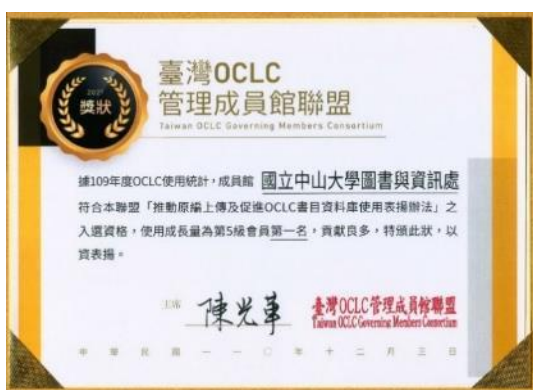 2021
獎狀
臺灣OCLC
管理成員館聯盟
Taiwan OCLC Governing Members Consortium
據109年度OCLC使用統計，成員館 國立中山大學圖書與資訊處
符合本聯盟「推動原編上傳及促進OCLC書目資料庫使用表揚辦法」之
入選資格，使用成長量為第5級會員第一名，貢獻良多，特頒此狀，以
資表揚。
主席 陳光華 臺灣OCLC管理成員館聯盟
Taiwan OCLC Governing Members Consortium
中華民國一一〇年十二月三日